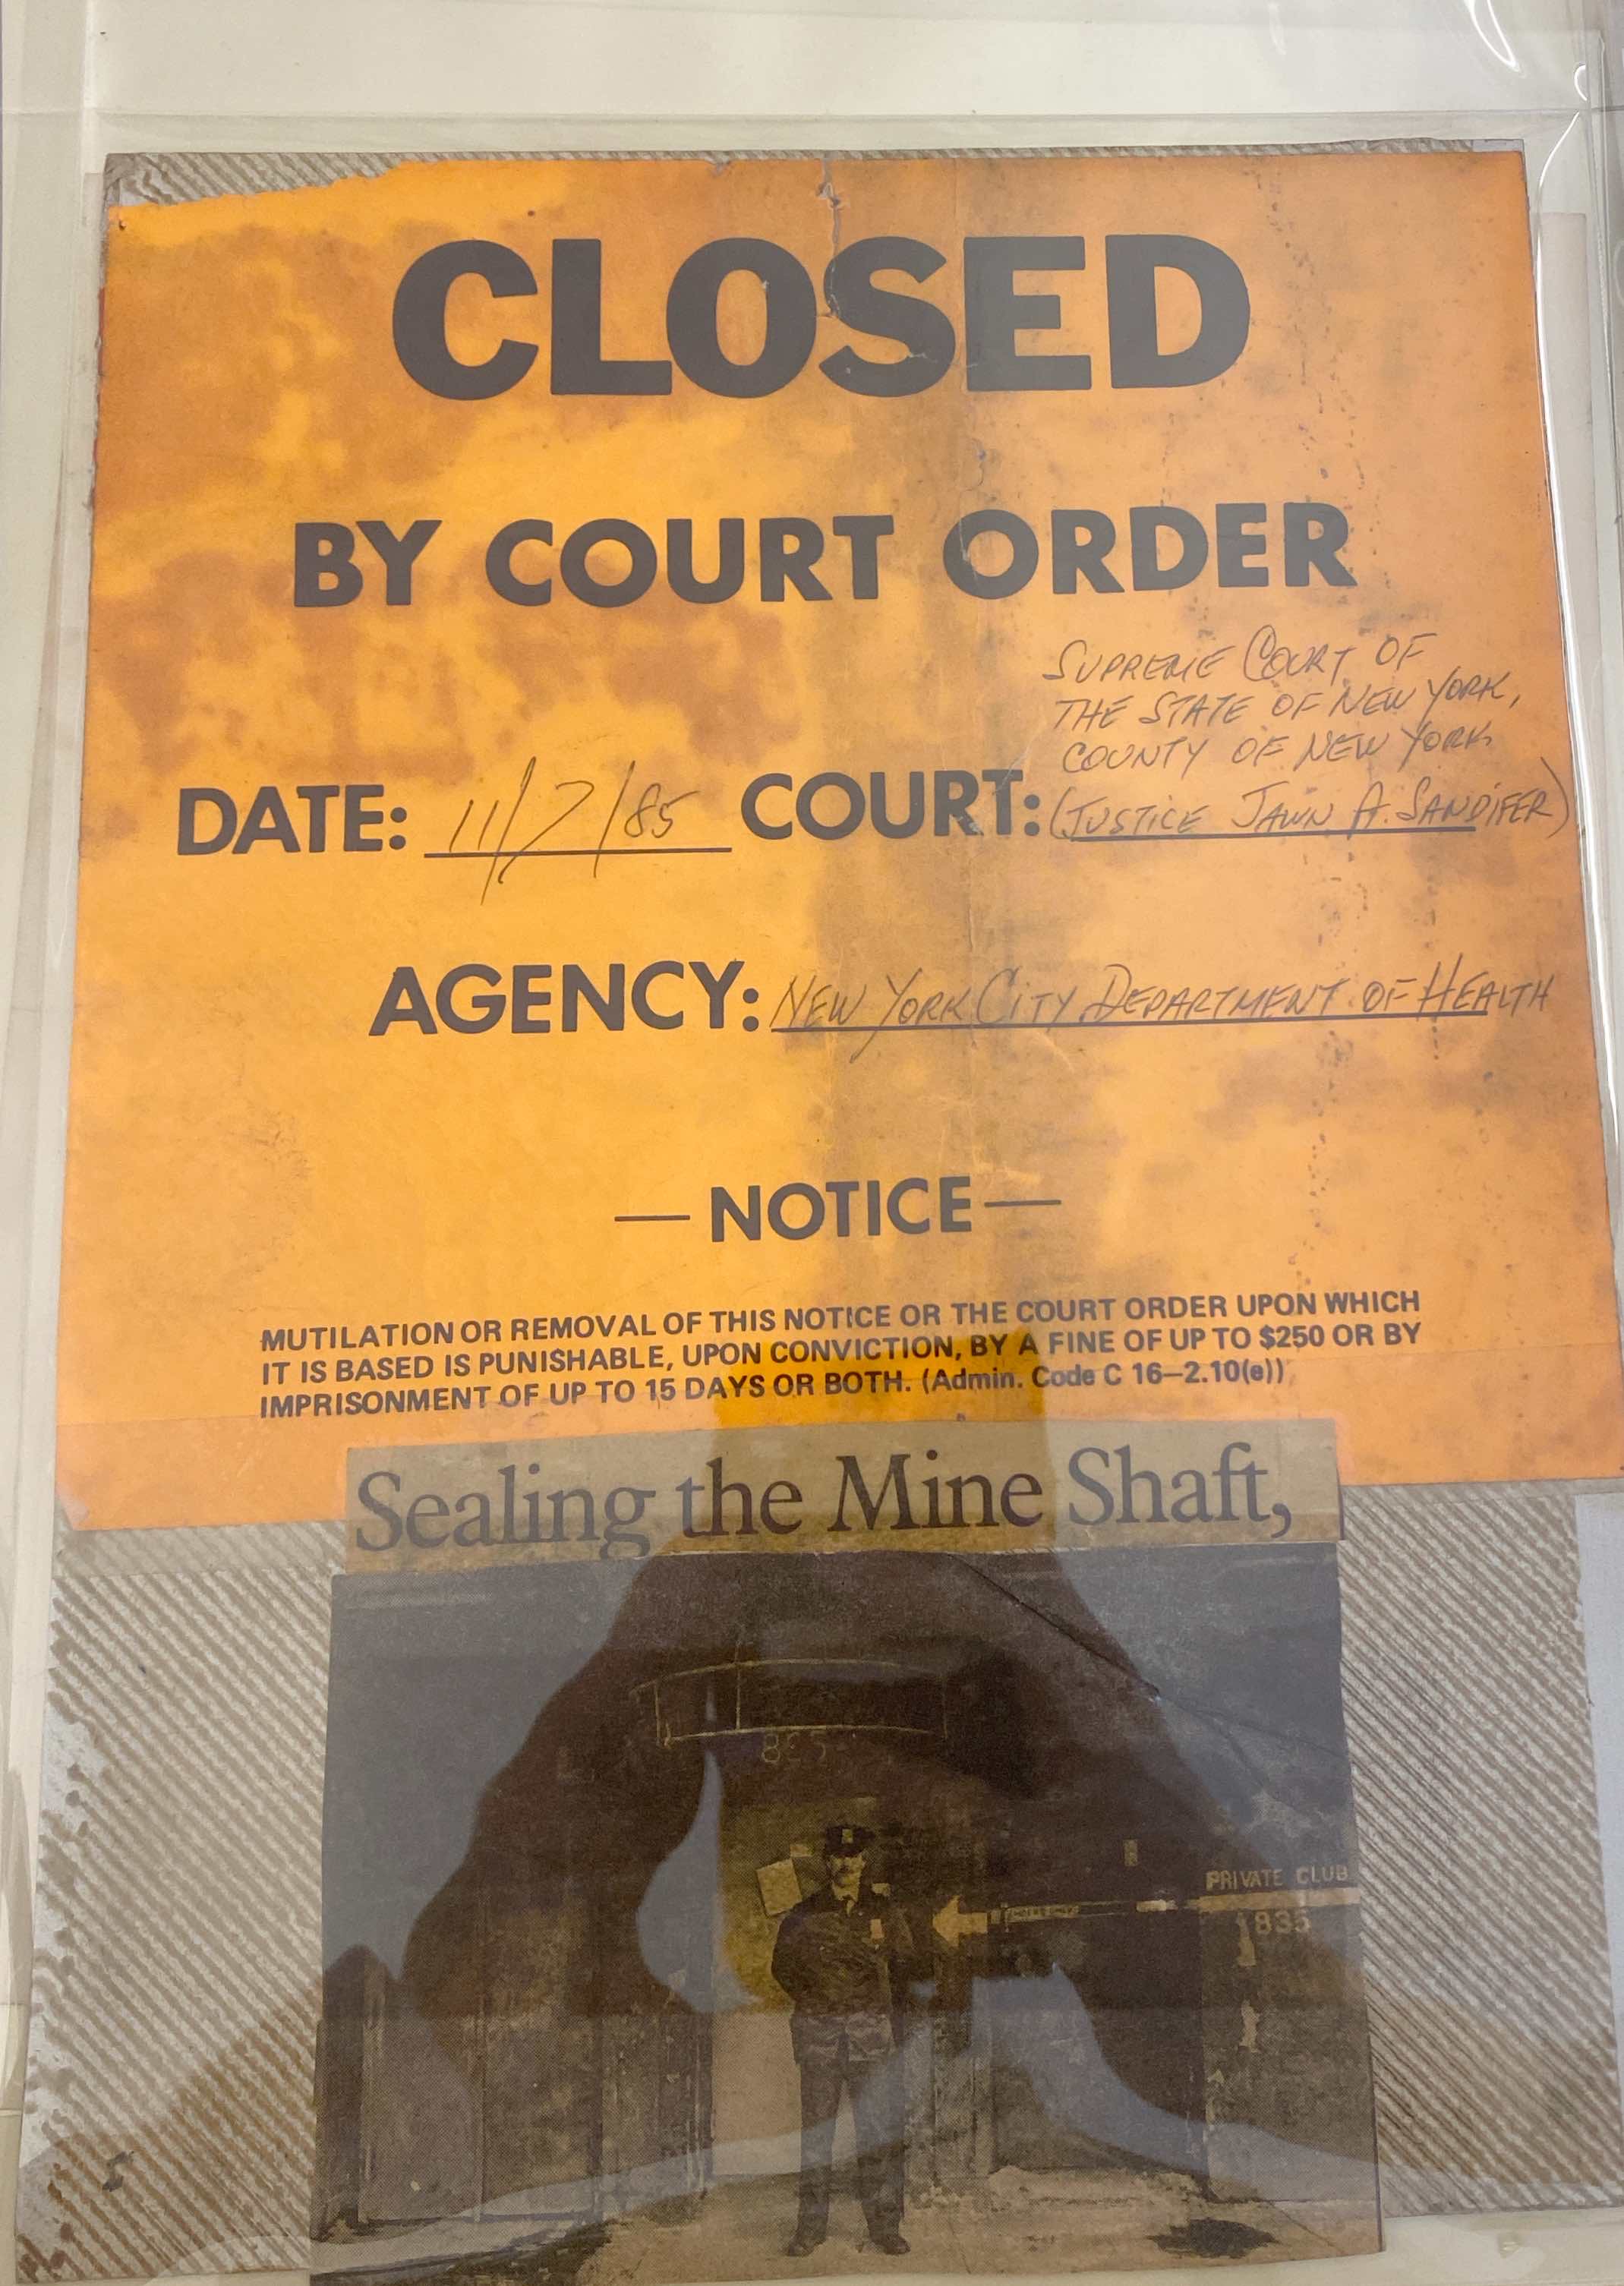 CLOSED
BY COURT ORDER
SUPREME COURT OF
THE STATE OF NEW YORK,
COUNTY OF NEW YORK
DATE: 11/7/85 COURT: (JUSTICE JAWN A. SANDIFER)
AGENCY: NEW YORK CITY DEPARTMENT OF HEALTH
— NOTICE —
MUTILATION OR REMOVAL OF THIS NOTICE OR THE COURT ORDER UPON WHICH
IT IS BASED IS PUNISHABLE, UPON CONVICTION, BY A FINE OF UP TO $250 OR BY
IMPRISONMENT OF UP TO 15 DAYS OR BOTH. (Admin. Code C 16–2.10(e))
Sealing the Mine Shaft,
PRIVATE CLUB
835